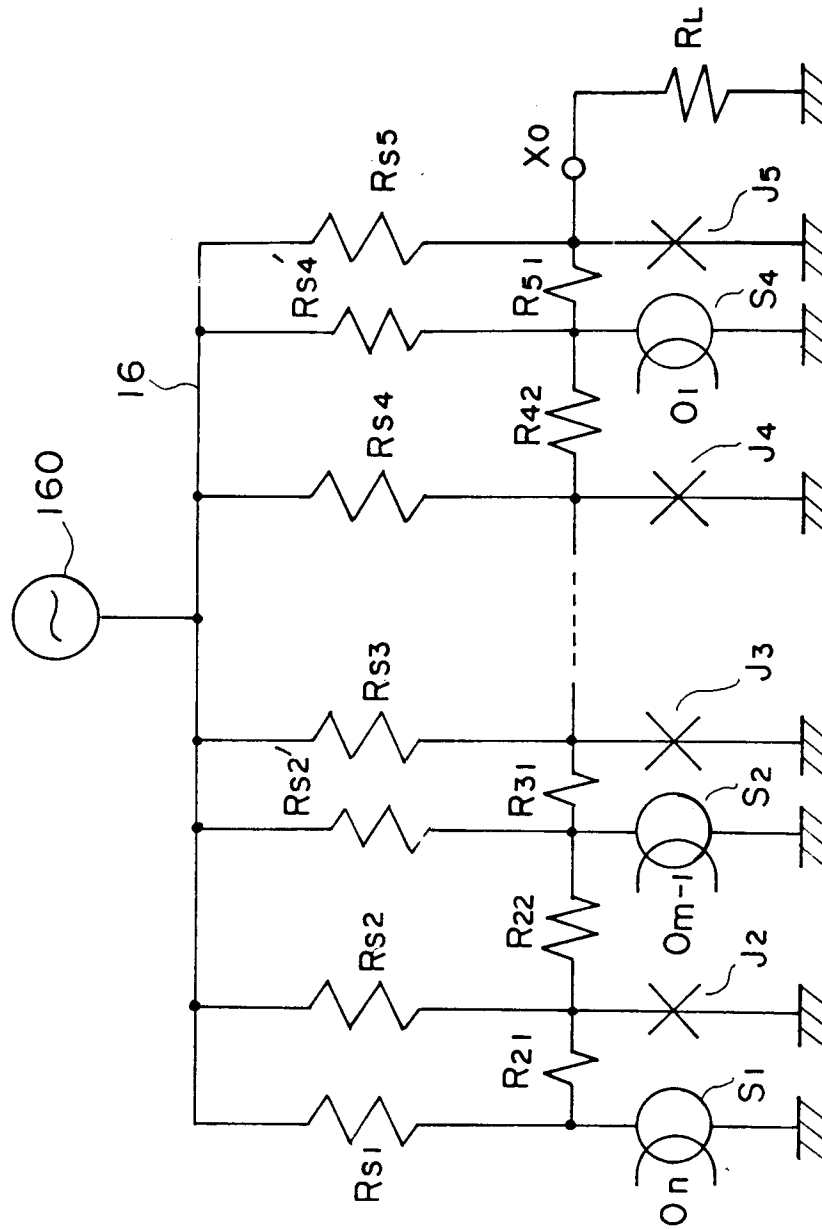 160
16
Rs1
Rs2
Rs2'
Rs3
Rs4
Rs4'
Rs5
R21
R22
R31
R42
R51
X0
RL
On
S1
J2
Om-1
S2
J3
J4
O1
S4
J5